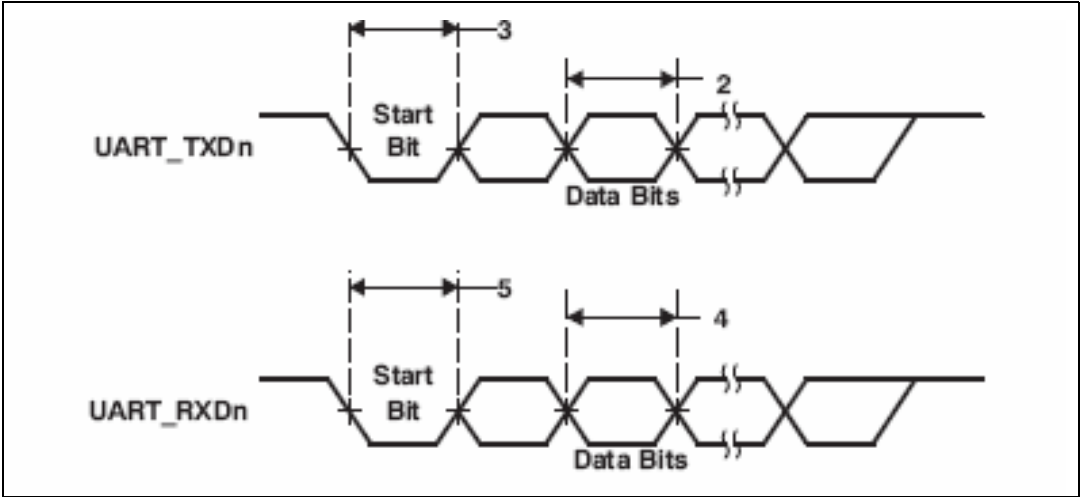 3
2
Start
Bit
UART_TXDn
Data Bits
5
4
Start
Bit
UART_RXDn
Data Bits